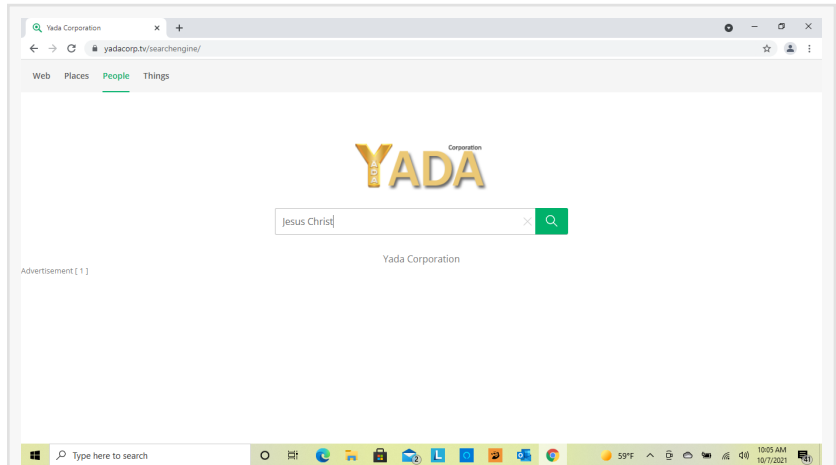 Yada Corporation
yadacorp.tv/searchengine/
Web Places People Things
Corporation
YADA
Jesus Christ
Yada Corporation
Advertisement [ 1 ]
Type here to search
59°F
10:05 AM
10/7/2021